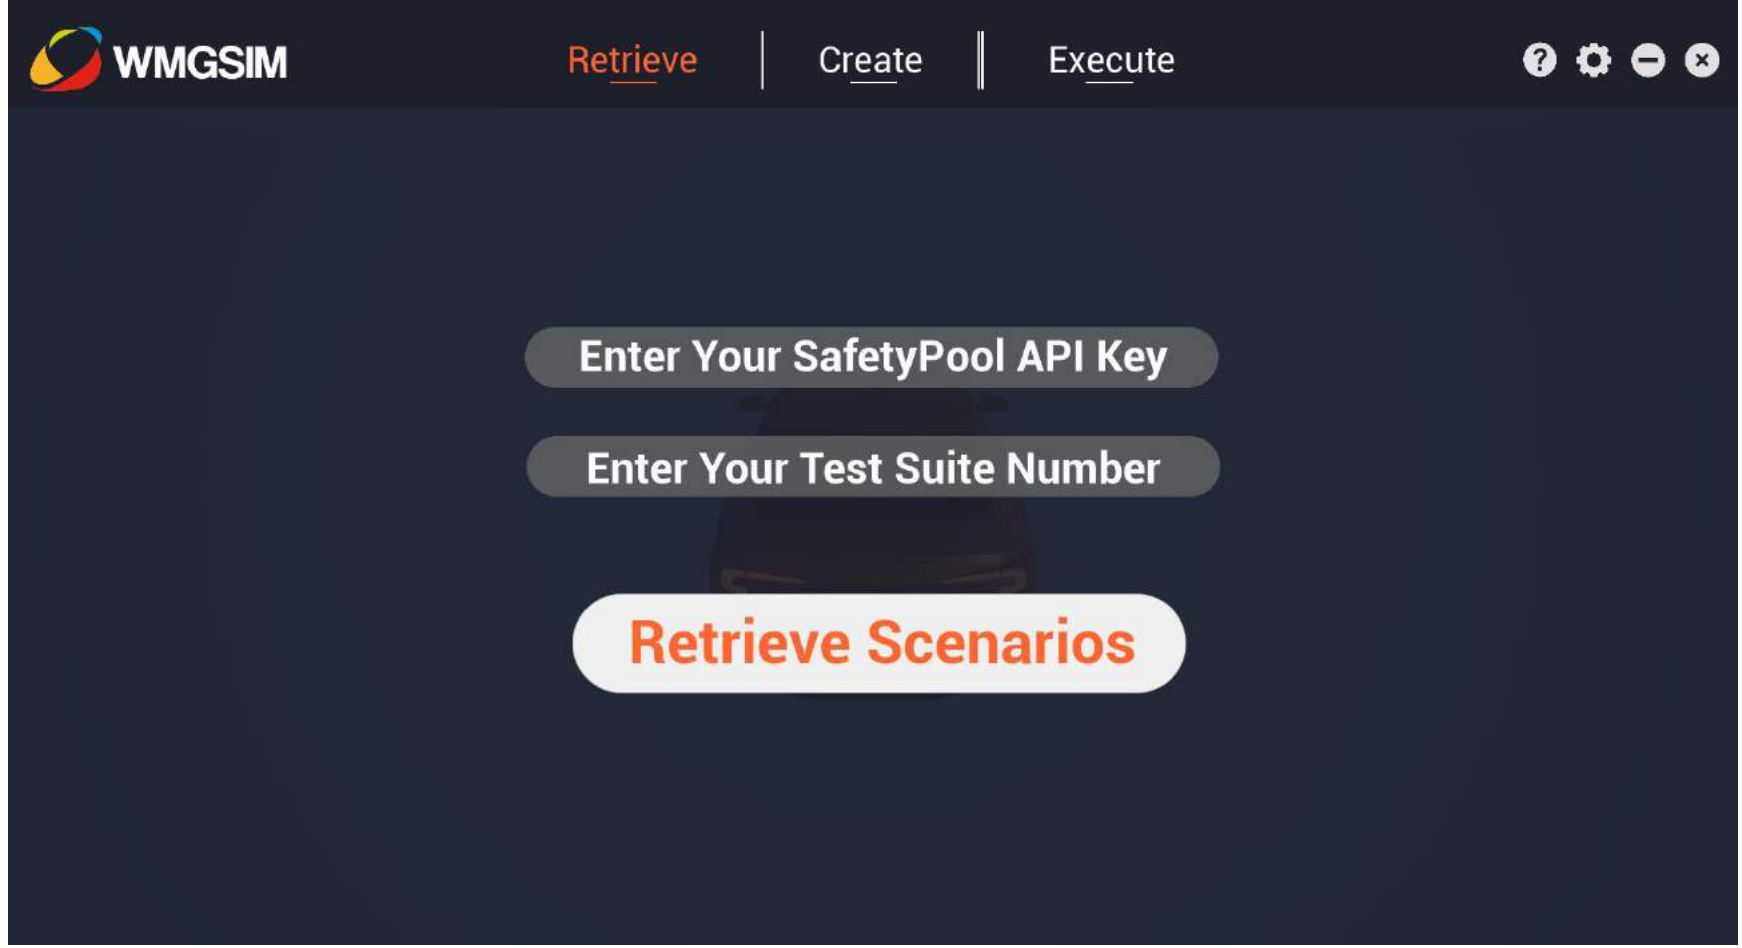 WMGSIM
Retrieve
Create
Execute
Enter Your SafetyPool API Key
Enter Your Test Suite Number
Retrieve Scenarios